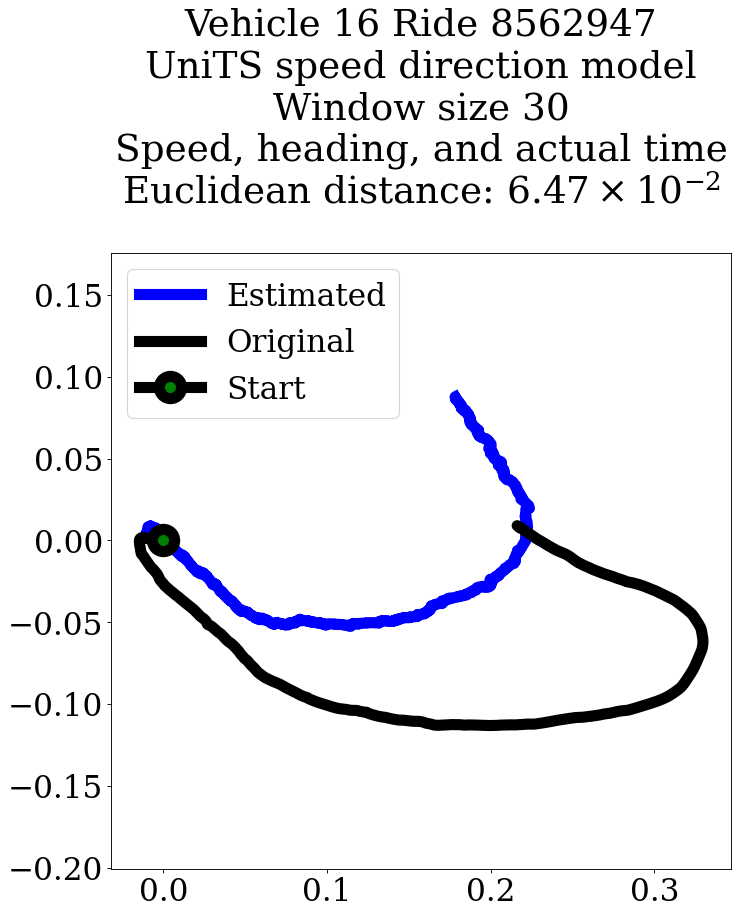 Vehicle 16 Ride 8562947
UniTS speed direction model
Window size 30
Speed, heading, and actual time
Euclidean distance: 6.47 × 10⁻²
Estimated
Original
Start
0.15
0.10
0.05
0.00
−0.05
−0.10
−0.15
−0.20
0.0 0.1 0.2 0.3